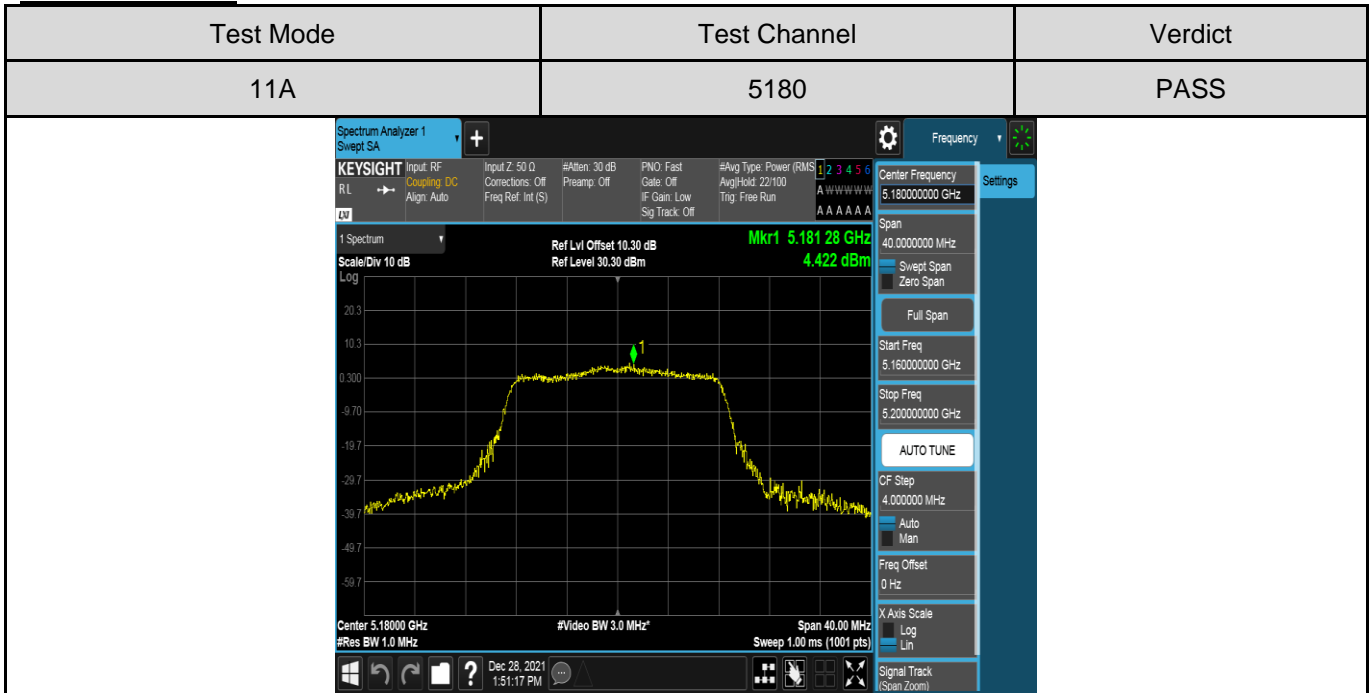 Test Mode Test Channel Verdict
11A 5180 PASS
Spectrum Analyzer 1
Swept SA
+
Frequency
KEYSIGHT
RL
LXI
Input: RF
Coupling: DC
Align: Auto
Input Z: 50 Ω
Corrections: Off
Freq Ref: Int (S)
#Atten: 30 dB
Preamp: Off
PNO: Fast
Gate: Off
IF Gain: Low
Sig Track: Off
#Avg Type: Power (RMS
Avg|Hold: 22/100
Trig: Free Run
1 2 3 4 5 6
A W W W W W
A A A A A A
1 Spectrum
Scale/Div 10 dB
Log
Ref Lvl Offset 10.30 dB
Ref Level 30.30 dBm
Mkr1 5.181 28 GHz
4.422 dBm
20.3
10.3
0.300
-9.70
-19.7
-29.7
-39.7
-49.7
-59.7
1
Center 5.18000 GHz
#Res BW 1.0 MHz
#Video BW 3.0 MHz*
Span 40.00 MHz
Sweep 1.00 ms (1001 pts)
?
Dec 28, 2021
1:51:17 PM
Center Frequency
5.180000000 GHz
Settings
Span
40.0000000 MHz
Swept Span
Zero Span
Full Span
Start Freq
5.160000000 GHz
Stop Freq
5.200000000 GHz
AUTO TUNE
CF Step
4.000000 MHz
Auto
Man
Freq Offset
0 Hz
X Axis Scale
Log
Lin
Signal Track
(Span Zoom)